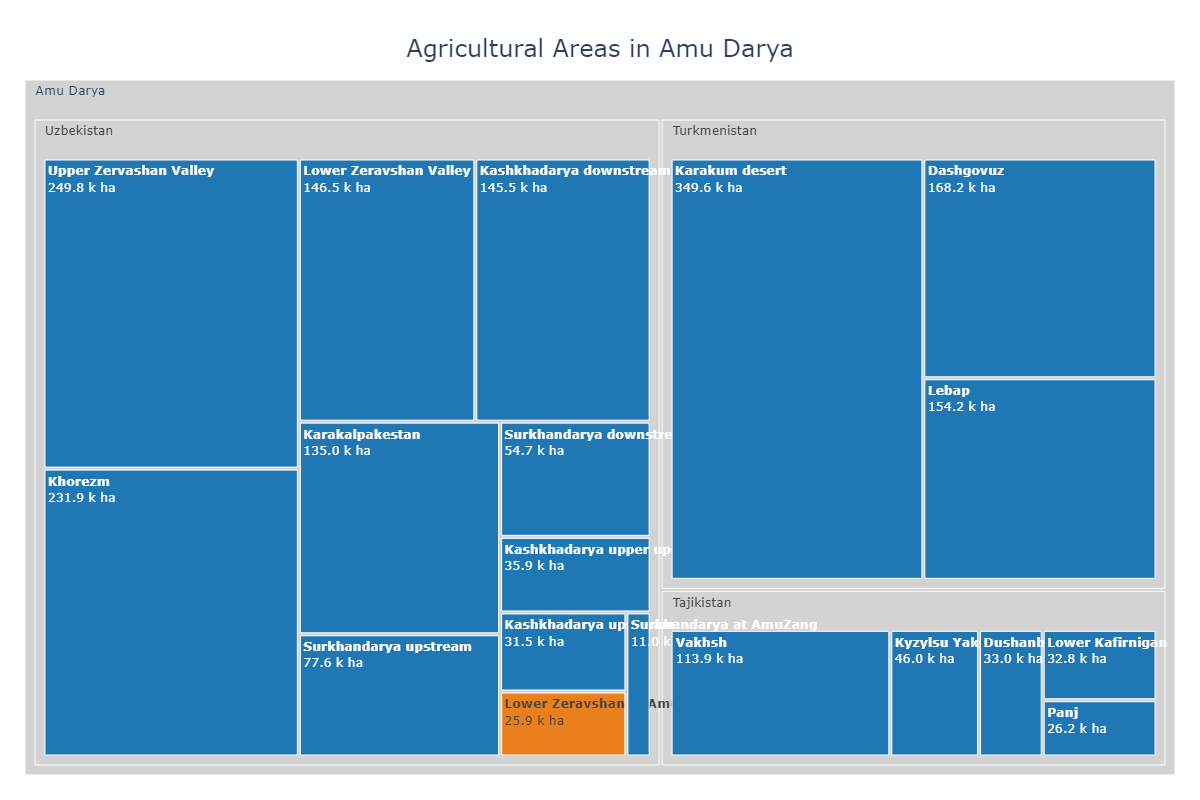 Agricultural Areas in Amu Darya
Amu Darya
Uzbekistan
Upper Zervashan Valley
249.8 k ha
Lower Zeravshan Valley
146.5 k ha
Kashkhadarya downstream
145.5 k ha
Khorezm
231.9 k ha
Karakalpakestan
135.0 k ha
Surkhandarya upstream
77.6 k ha
Surkhandarya downstre
54.7 k ha
Kashkhadarya upper up
35.9 k ha
Kashkhadarya up
31.5 k ha
Lower Zeravshan
25.9 k ha
Surkhandarya at AmuZang
11.0 k
Turkmenistan
Karakum desert
349.6 k ha
Dashgovuz
168.2 k ha
Lebap
154.2 k ha
Tajikistan
Vakhsh
113.9 k ha
Kyzylsu Yak
46.0 k ha
Dushanb
33.0 k ha
Lower Kafirnigan
32.8 k ha
Panj
26.2 k ha